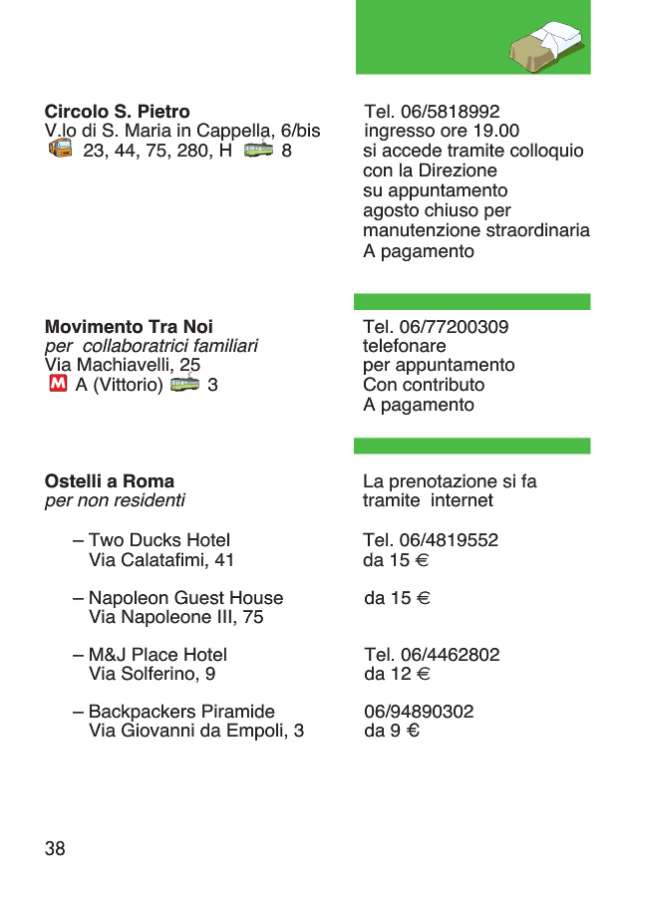 Circolo S. Pietro
V.lo di S. Maria in Cappella, 6/bis
23, 44, 75, 280, H 8
Tel. 06/5818992
ingresso ore 19.00
si accede tramite colloquio
con la Direzione
su appuntamento
agosto chiuso per
manutenzione straordinaria
A pagamento
Movimento Tra Noi
per collaboratrici familiari
Via Machiavelli, 25
M A (Vittorio) 3
Tel. 06/77200309
telefonare
per appuntamento
Con contributo
A pagamento
Ostelli a Roma
per non residenti
La prenotazione si fa
tramite internet
– Two Ducks Hotel
Via Calatafimi, 41
Tel. 06/4819552
da 15 €
– Napoleon Guest House
Via Napoleone III, 75
da 15 €
– M&J Place Hotel
Via Solferino, 9
Tel. 06/4462802
da 12 €
– Backpackers Piramide
Via Giovanni da Empoli, 3
06/94890302
da 9 €
38